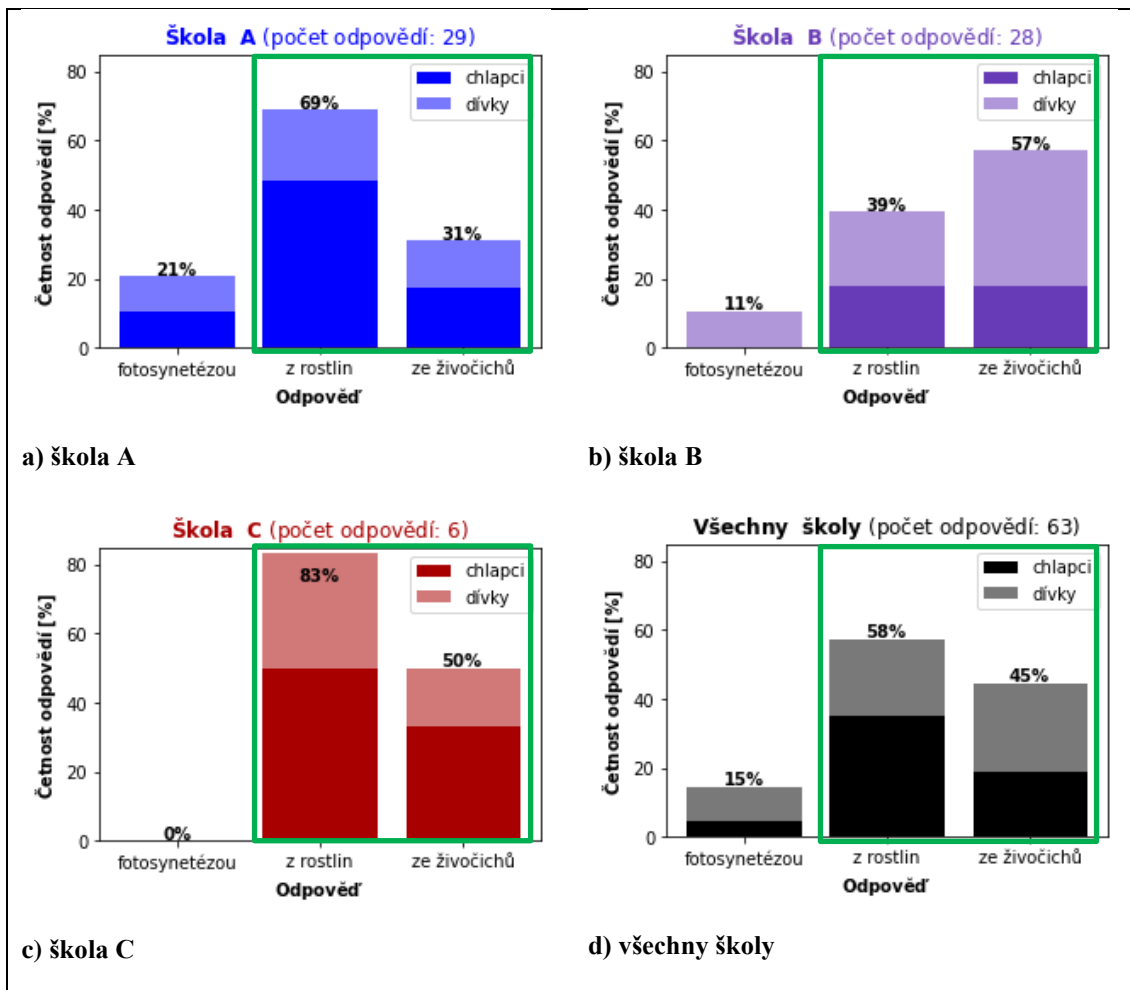 Škola A (počet odpovědí: 29)
Četnost odpovědí [%]
80
60
40
20
0
chlapci
dívky
21%
69%
31%
fotosynetézou
z rostlin
ze živočichů
Odpověď
a) škola A
Škola B (počet odpovědí: 28)
Četnost odpovědí [%]
80
60
40
20
0
chlapci
dívky
11%
39%
57%
fotosynetézou
z rostlin
ze živočichů
Odpověď
b) škola B
Škola C (počet odpovědí: 6)
Četnost odpovědí [%]
80
60
40
20
0
chlapci
dívky
0%
83%
50%
fotosynetézou
z rostlin
ze živočichů
Odpověď
c) škola C
Všechny školy (počet odpovědí: 63)
Četnost odpovědí [%]
80
60
40
20
0
chlapci
dívky
15%
58%
45%
fotosynetézou
z rostlin
ze živočichů
Odpověď
d) všechny školy